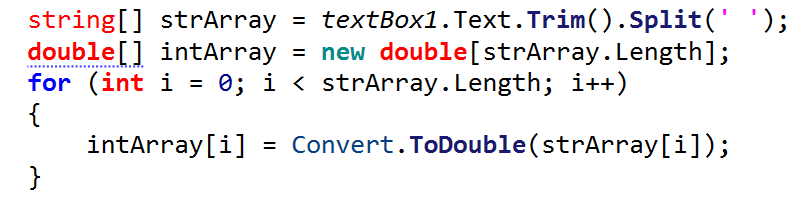 string[] strArray = textBox1.Text.Trim().Split(' ');
double[] intArray = new double[strArray.Length];
for (int i = 0; i < strArray.Length; i++)
{
    intArray[i] = Convert.ToDouble(strArray[i]);
}